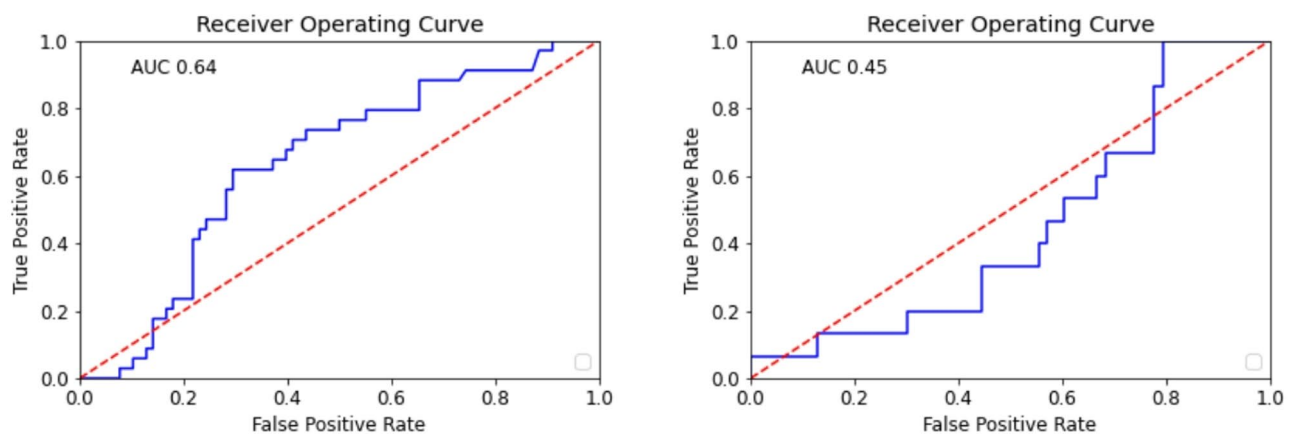 Receiver Operating Curve
AUC 0.64
True Positive Rate
1.0
0.8
0.6
0.4
0.2
0.0
0.0 0.2 0.4 0.6 0.8 1.0
False Positive Rate
Receiver Operating Curve
AUC 0.45
True Positive Rate
1.0
0.8
0.6
0.4
0.2
0.0
0.0 0.2 0.4 0.6 0.8 1.0
False Positive Rate